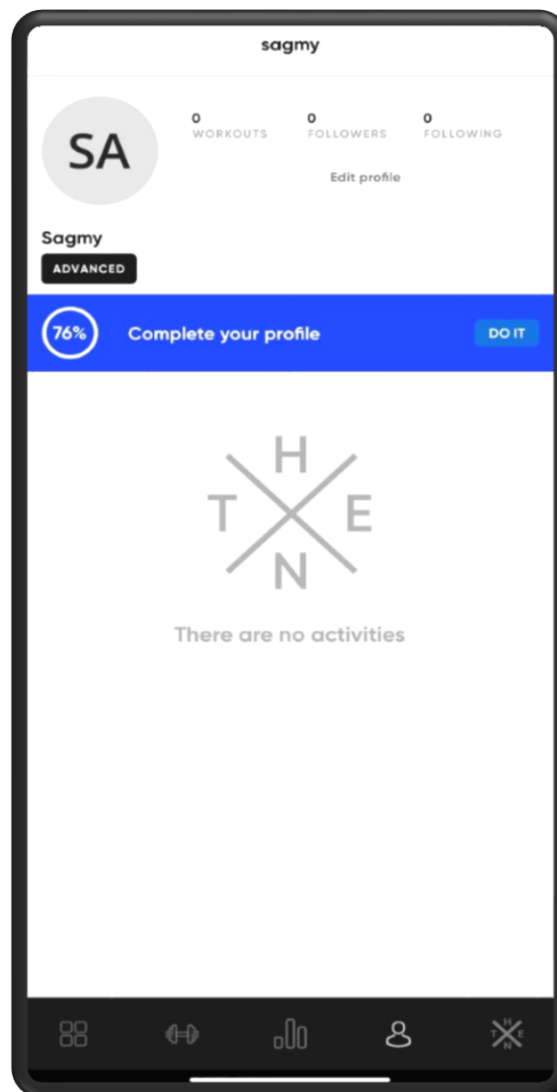 sagmy
SA
0 0 0
WORKOUTS FOLLOWERS FOLLOWING
Edit profile
Sagmy
ADVANCED
76% Complete your profile DO IT
H
T E
N
There are no activities
H
T E
N